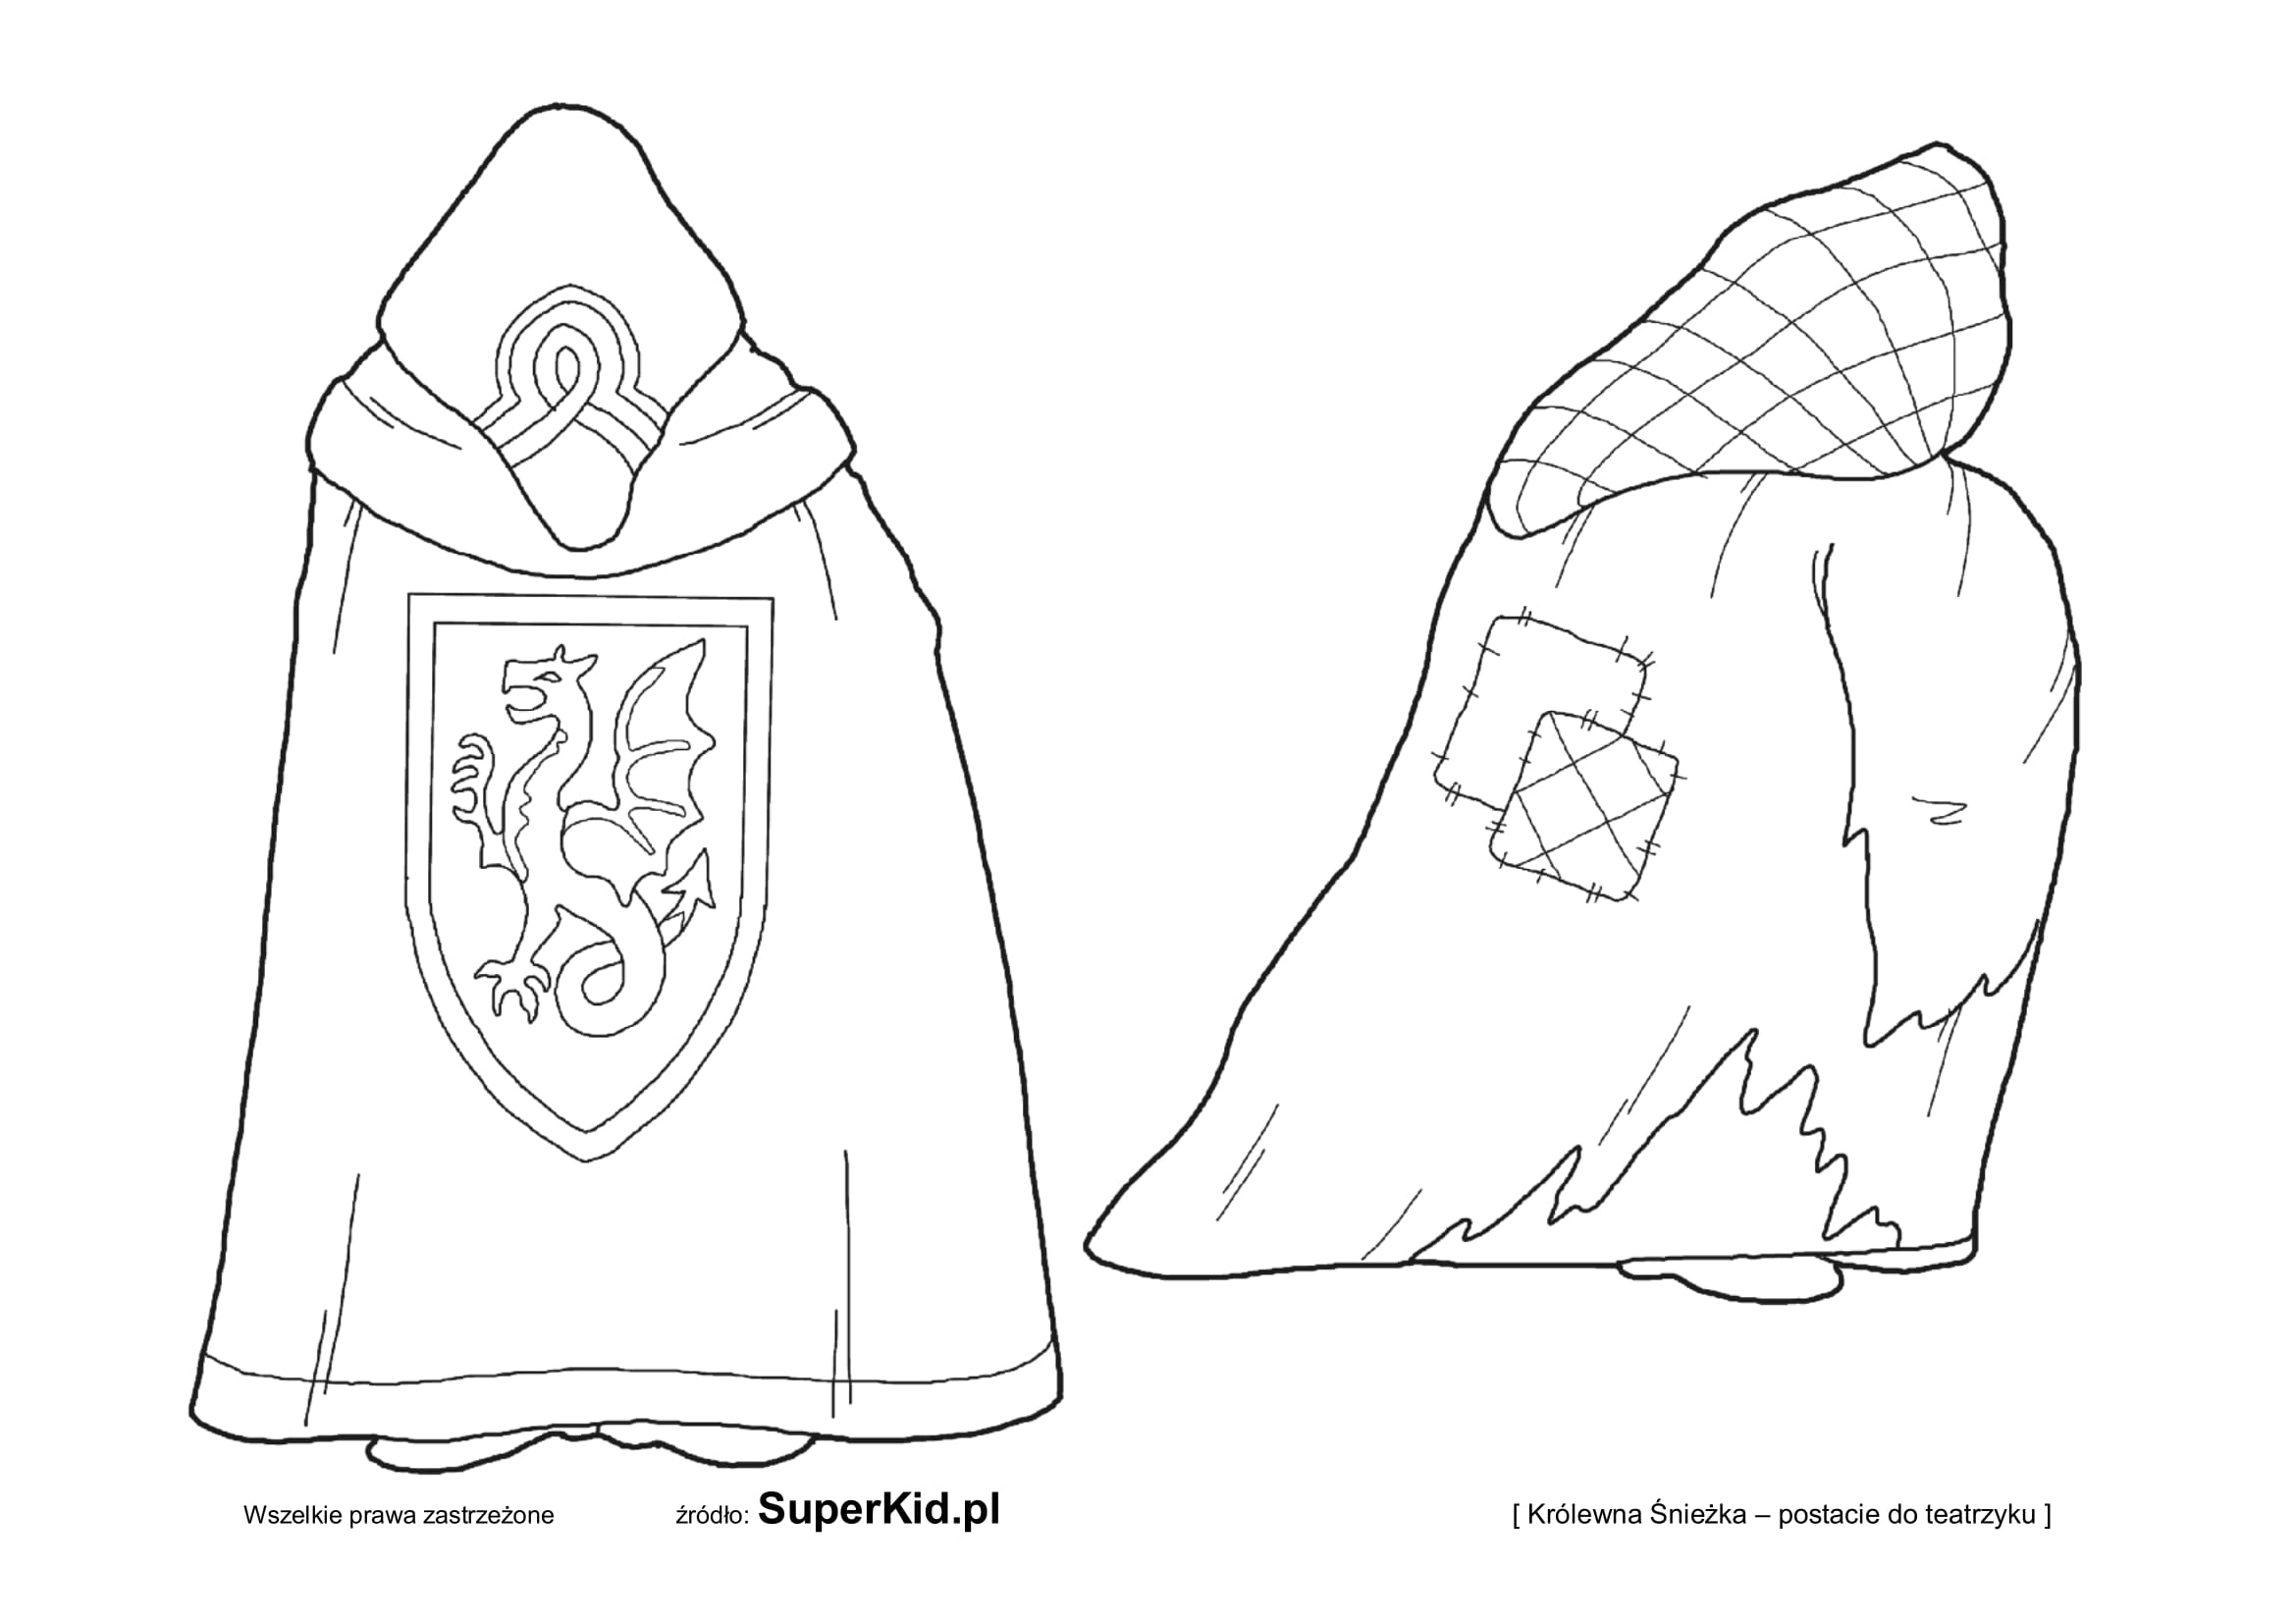 Wszelkie prawa zastrzeżone źródło: SuperKid.pl [ Królewna Śnieżka – postacie do teatrzyku ]